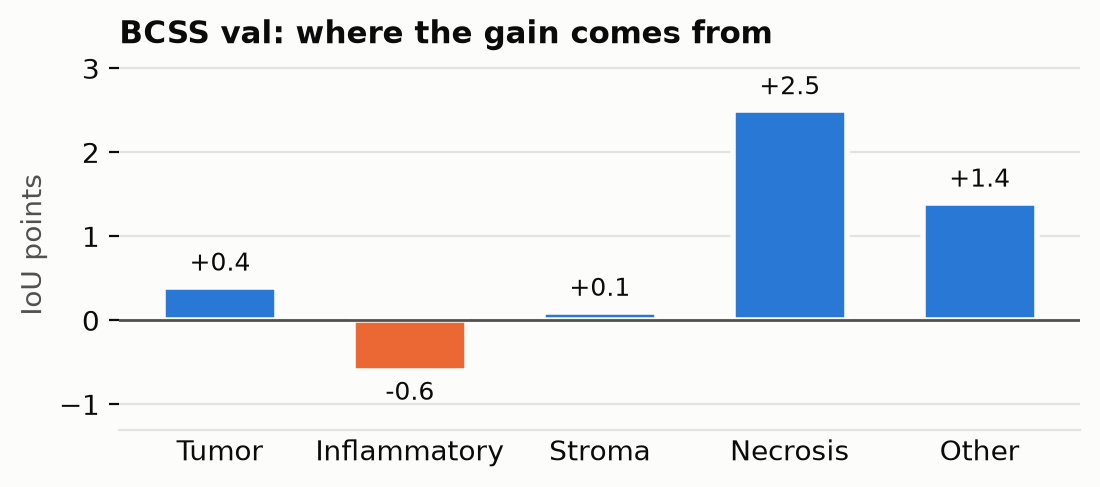 BCSS val: where the gain comes from
IoU points
3
2
1
0
−1
+0.4
-0.6
+0.1
+2.5
+1.4
Tumor
Inflammatory
Stroma
Necrosis
Other